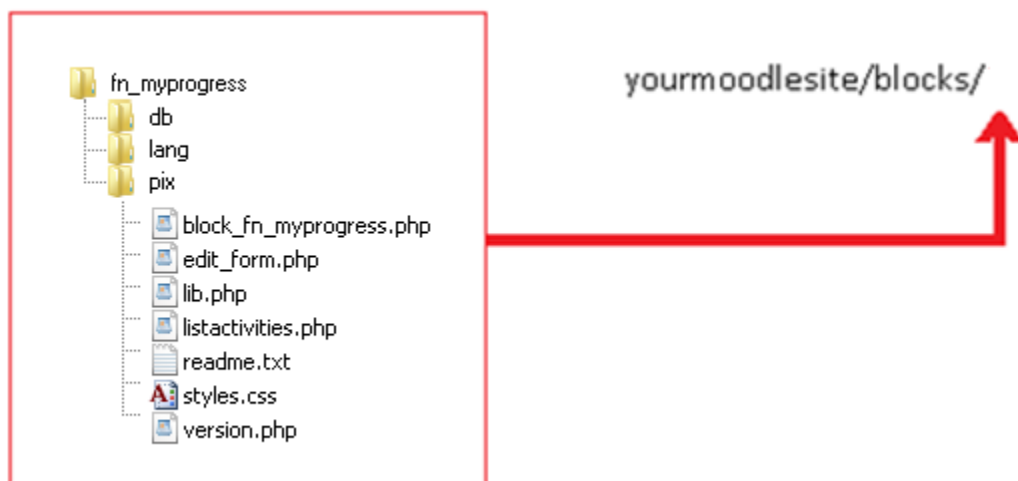 fn_myprogress
db
lang
pix
block_fn_myprogress.php
edit_form.php
lib.php
listactivities.php
readme.txt
styles.css
version.php
yourmoodlesite/blocks/